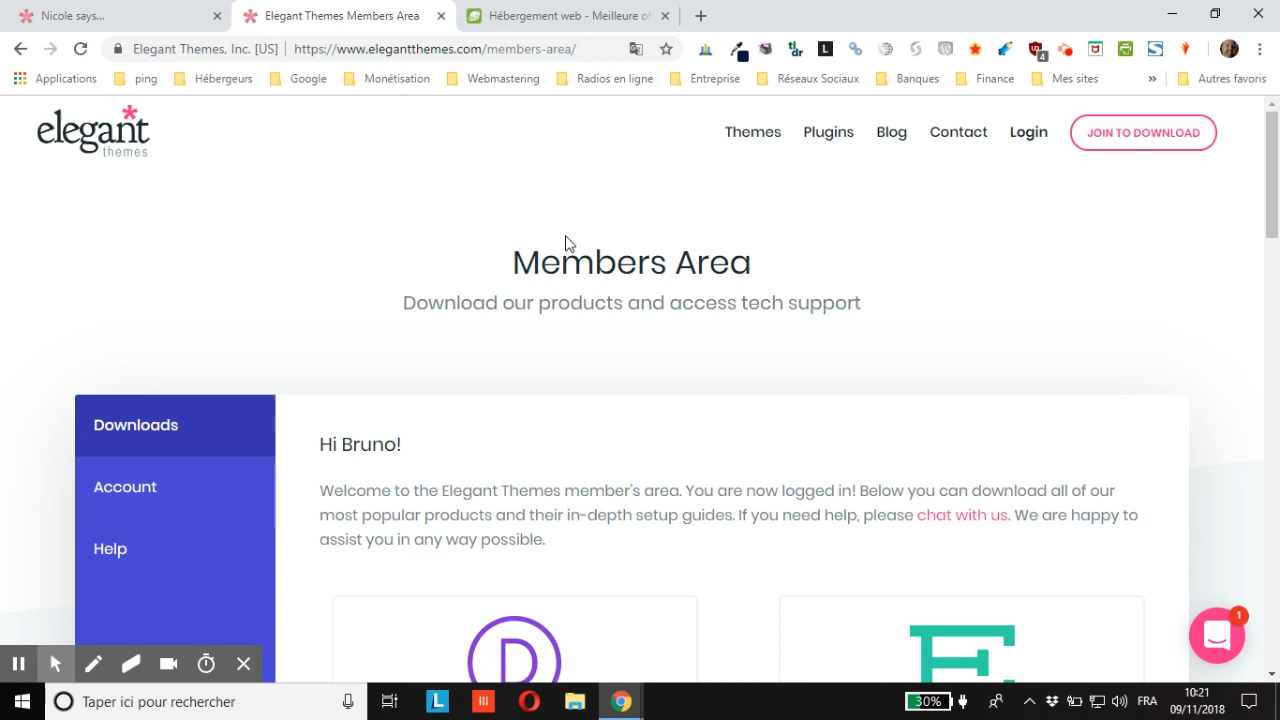 Nicole says...
Elegant Themes Members Area
Hébergement web - Meilleure of
Elegant Themes, Inc. [US]
https://www.elegantthemes.com/members-area/
Applications
ping
Hébergeurs
Google
Monétisation
Webmastering
Radios en ligne
Entreprise
Réseaux Sociaux
Banques
Finance
Mes sites
»
Autres favoris
elegant
themes
Themes
Plugins
Blog
Contact
Login
JOIN TO DOWNLOAD
Members Area
Download our products and access tech support
Downloads
Account
Help
Hi Bruno!
Welcome to the Elegant Themes member's area. You are now logged in! Below you can download all of our
most popular products and their in-depth setup guides. If you need help, please chat with us. We are happy to
assist you in any way possible.
D
E
1
Taper ici pour rechercher
L
30%
FRA
10:21
09/11/2018